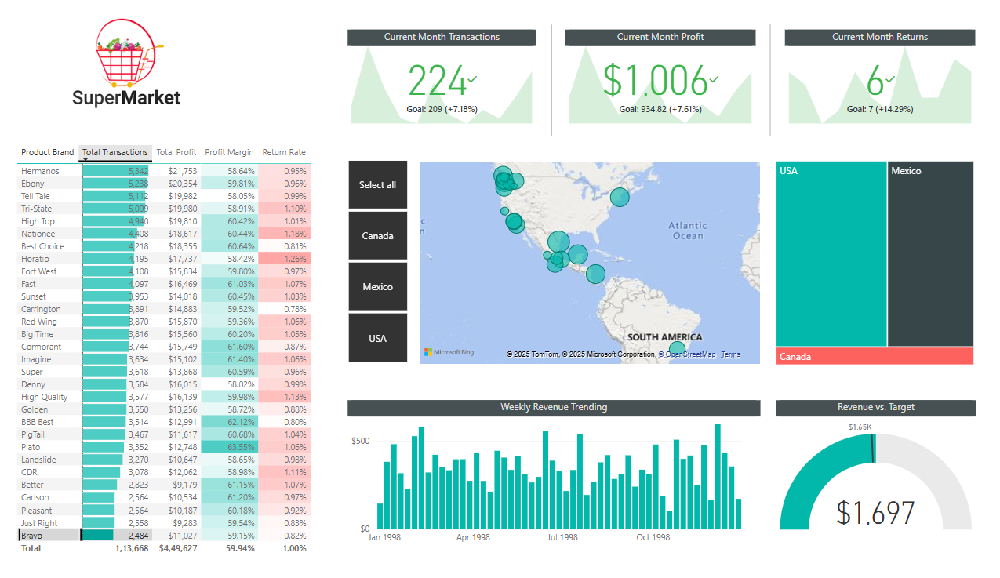 SuperMarket
Current Month Transactions
224
Goal: 209 (+7.18%)
Current Month Profit
$1,006
Goal: 934.82 (+7.61%)
Current Month Returns
6
Goal: 7 (+14.29%)
Product Brand Total Transactions Total Profit Profit Margin Return Rate
Hermanos 5,342 $21,753 58.64% 0.95%
Ebony 5,238 $20,354 59.81% 0.96%
Tell Tale 5,112 $19,982 58.05% 0.99%
Tri-State 5,099 $19,980 58.91% 1.10%
High Top 4,940 $19,810 60.42% 1.01%
Nationeel 4,408 $18,617 60.44% 1.18%
Best Choice 4,218 $18,355 60.64% 0.81%
Horatio 4,195 $17,737 58.42% 1.26%
Fort West 4,108 $15,834 59.80% 0.97%
Fast 4,097 $16,469 61.03% 1.07%
Sunset 3,953 $14,018 60.45% 1.03%
Carrington 3,891 $14,883 59.52% 0.78%
Red Wing 3,870 $15,870 59.36% 1.06%
Big Time 3,816 $15,560 60.20% 1.05%
Cormorant 3,744 $15,749 61.60% 0.87%
Imagine 3,634 $15,102 61.40% 1.06%
Super 3,618 $13,868 60.59% 0.96%
Denny 3,584 $16,015 58.02% 0.99%
High Quality 3,577 $16,139 59.98% 1.13%
Golden 3,550 $13,256 58.72% 0.88%
BBB Best 3,514 $12,991 62.12% 0.80%
PigTail 3,467 $11,617 60.68% 1.04%
Plato 3,352 $12,748 63.55% 1.06%
Landslide 3,270 $10,647 58.65% 0.98%
CDR 3,078 $12,062 58.98% 1.11%
Better 2,823 $9,179 61.15% 1.07%
Carlson 2,564 $10,534 61.20% 0.97%
Pleasant 2,564 $10,187 60.18% 0.92%
Just Right 2,558 $9,283 59.54% 0.83%
Bravo 2,484 $11,027 59.15% 0.82%
Total 1,13,668 $4,49,627 59.94% 1.00%
Select all
Canada
Mexico
USA
c
n
Atlantic
Ocean
SOUTH AMERICA
Microsoft Bing
© 2025 TomTom, © 2025 Microsoft Corporation, © OpenStreetMap Terms
USA
Mexico
Canada
Weekly Revenue Trending
$500
$0
Jan 1998 Apr 1998 Jul 1998 Oct 1998
Revenue vs. Target
$1.65K
$1,697